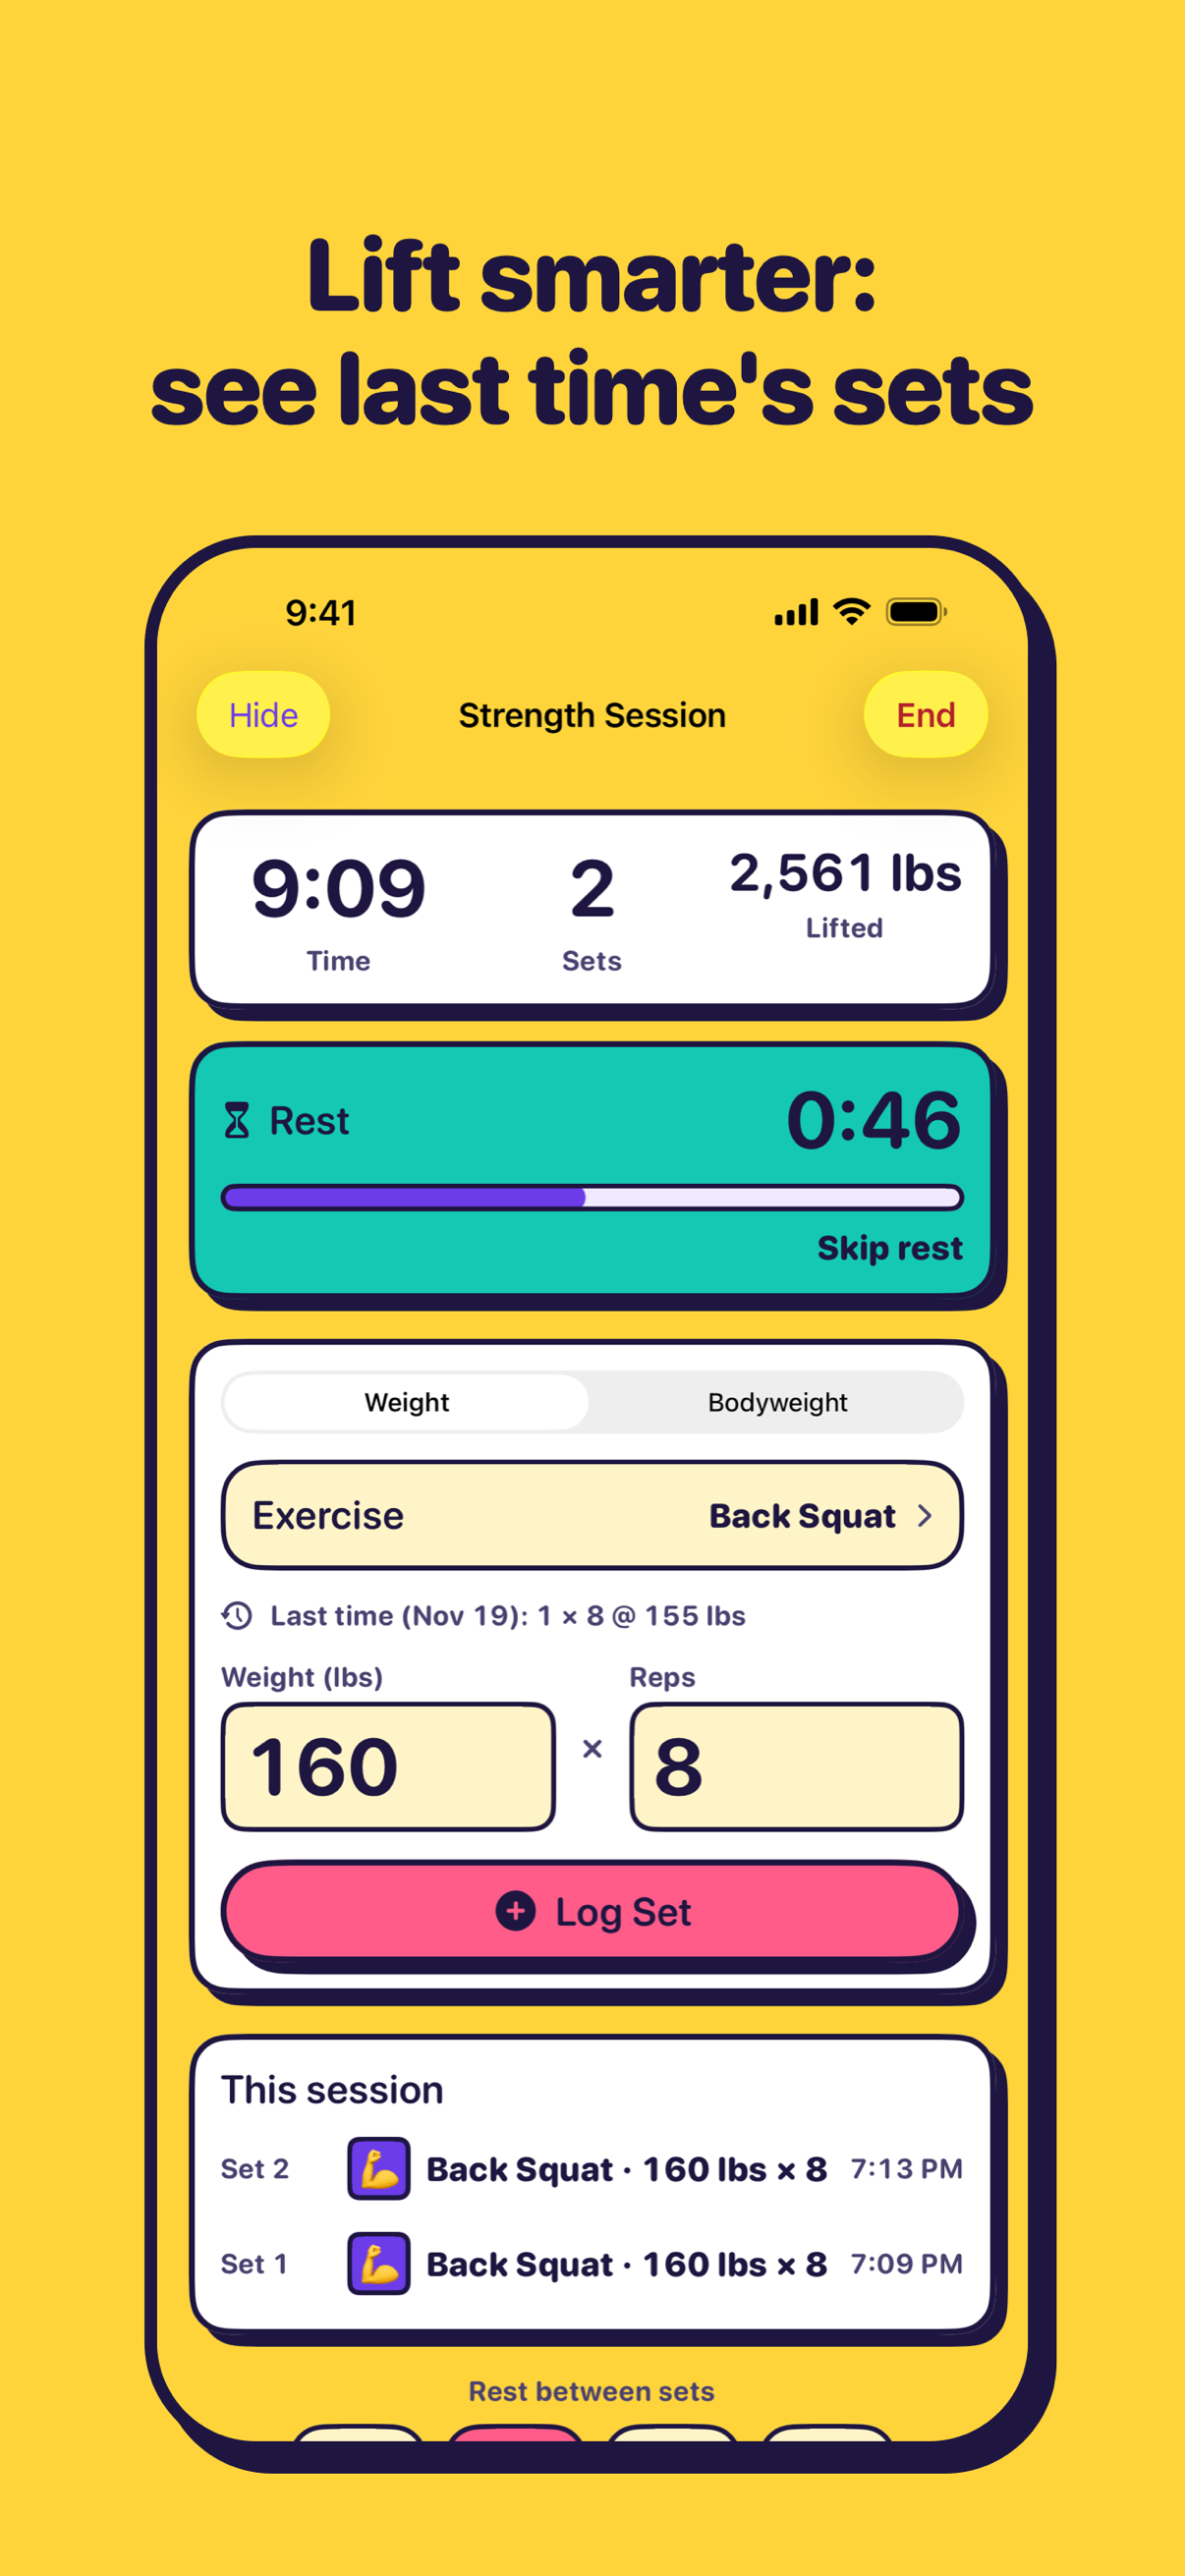 Lift smarter:
see last time's sets
9:41
Hide
Strength Session
End
9:09
2
2,561 lbs
Time
Sets
Lifted
Rest
0:46
Skip rest
Weight
Bodyweight
Exercise
Back Squat
Last time (Nov 19): 1 × 8 @ 155 lbs
Weight (lbs)
Reps
160
×
8
Log Set
This session
Set 2
Back Squat · 160 lbs × 8
7:13 PM
Set 1
Back Squat · 160 lbs × 8
7:09 PM
Rest between sets